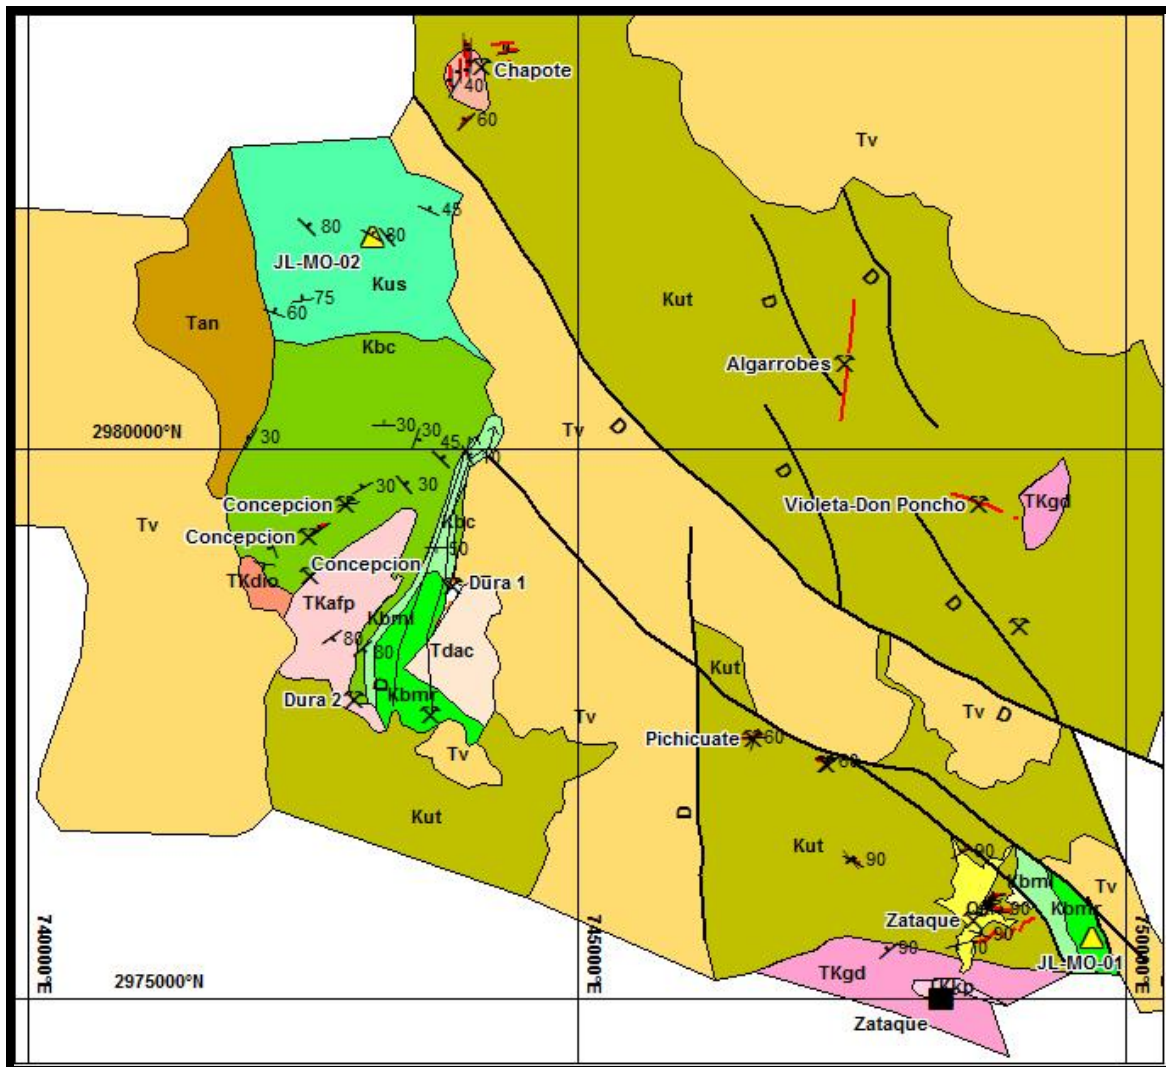 Chapote
40
60
Tv
45
80
80
JL-MO-02
Kus
75
60
Kut
D
D
Tan
Kbc
Algarrobes
30
30
2980000°N
30
45
Tv
D
D
30
Concepcion
Violeta-Don Poncho
TKgd
Tv
Kbc
Concepcion
50
Concepcion
Dura 1
TKdio
TKafp
D
Kbml
80
80
Tdac
Kut
D
Kbmr
Dura 2
Tv
D
Tv
Pichicuate
60
Tv
60
D
Kut
Kut
90
90
Kbml
Tv
Kbmr
90
Zataque
90
JL-MO-01
90
TKgd
2975000°N
740000°E
745000°E
750000°E
TKkp
Zataque